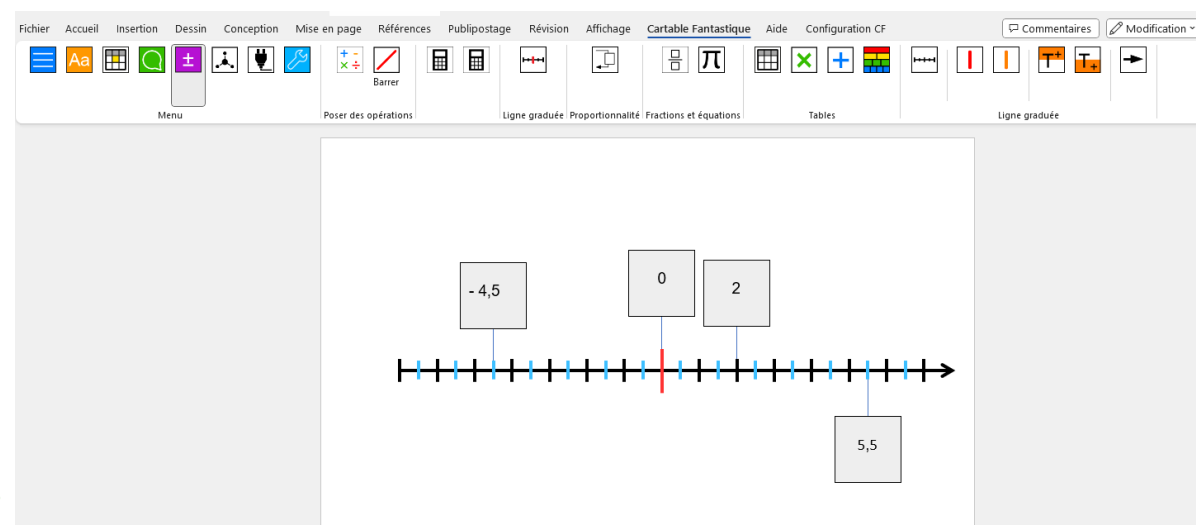 Fichier Accueil Insertion Dessin Conception Mise en page Références Publipostage Révision Affichage Cartable Fantastique Aide Configuration CF Commentaires Modification
Aa
Barrer
Menu Poser des opérations Ligne graduée Proportionnalité Fractions et équations Tables Ligne graduée
0
- 4,5
2
5,5